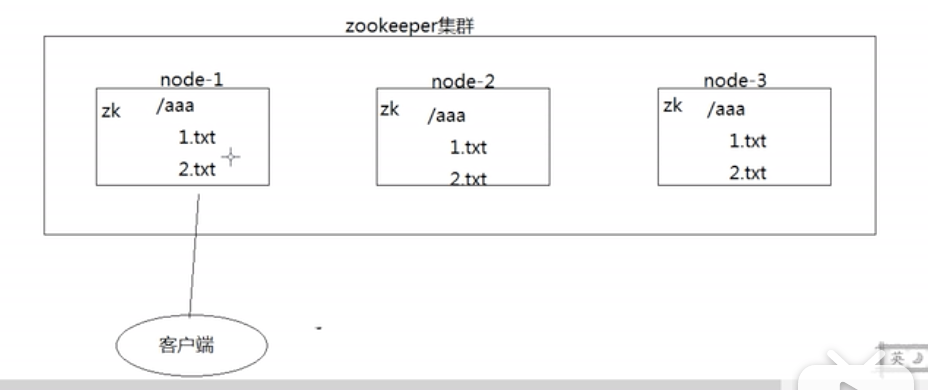 zookeeper集群
node-1
node-2
node-3
zk /aaa
1.txt
2.txt
zk /aaa
1.txt
2.txt
zk /aaa
1.txt
2.txt
客户端
英